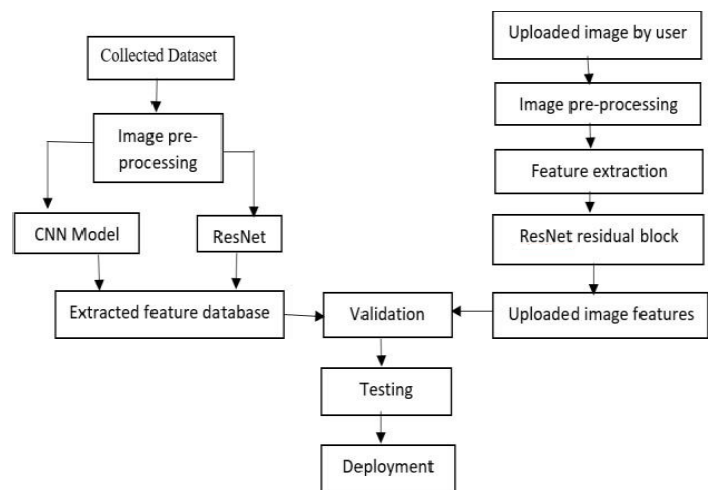 Collected Dataset
Image pre-
processing
CNN Model
ResNet
Extracted feature database
Uploaded image by user
Image pre-processing
Feature extraction
ResNet residual block
Uploaded image features
Validation
Testing
Deployment